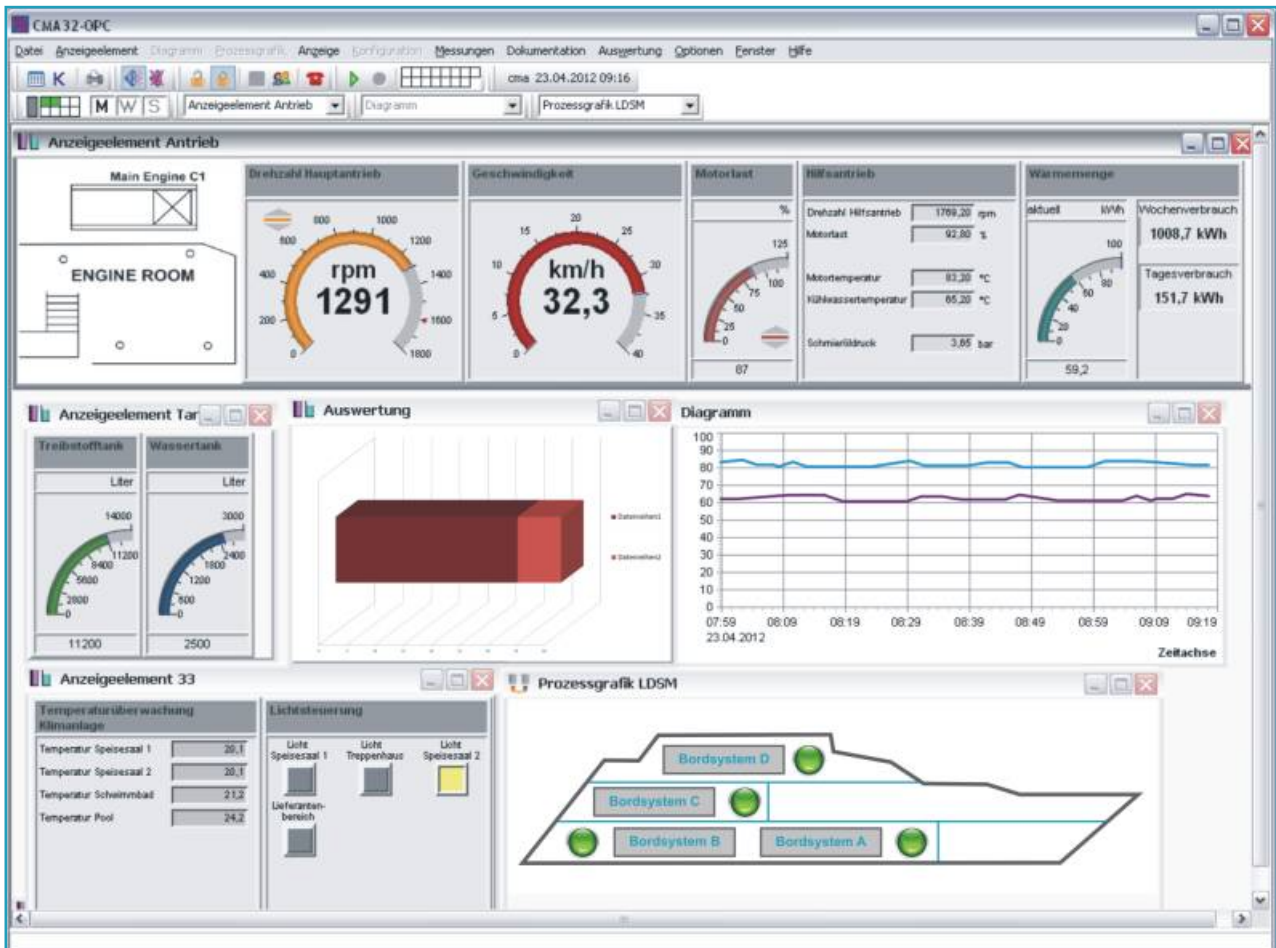 CMA32-OPC
Datei Anzeigeelement Diagramm Prozessgrafik Anzeige Konfiguration Messungen Dokumentation Auswertung Optionen Fenster Hilfe
K cma 23.04.2012 09:16
M W S Anzeigeelement Antrieb Diagramm Prozessgrafik LDSM
Anzeigeelement Antrieb
Main Engine C1
ENGINE ROOM
Drehzahl Hauptantrieb
0 200 400 600 800 1000 1200 1400 1600 1800
rpm
1291
Geschwindigkeit
0 5 10 15 20 25 30 35 40
km/h
32,3
Motorlast
%
0 25 50 75 100 125
87
Hilfsantrieb
Drehzahl Hilfsantrieb 1769,20 rpm
Motorlast 92,80 %
Motortemperatur 83,20 °C
Kühlwassertemperatur 65,20 °C
Schmieröldruck 3,65 bar
Wärmemenge
aktuell kWh
0 20 40 60 80 100
59,2
Wochenverbrauch
1008,7 kWh
Tagesverbrauch
151,7 kWh
Anzeigeelement Tan
Treibstofftank
Liter
0 2800 5600 8400 11200 14000
11200
Wassertank
Liter
0 600 1200 1800 2400 3000
2500
Auswertung
Datenreihen1
Datenreihen2
Diagramm
100
90
80
70
60
50
40
30
20
10
0
07:59 08:09 08:19 08:29 08:39 08:49 08:59 09:09 09:19
23.04.2012
Zeitachse
Anzeigeelement 33
Temperaturüberwachung
Klimanlage
Temperatur Speisesaal 1 20,1
Temperatur Speisesaal 2 20,1
Temperatur Schwimmbad 21,2
Temperatur Pool 24,2
Lichtsteuerung
Licht
Speisesaal 1
Licht
Treppenhaus
Licht
Speisesaal 2
Lieferanten-
bereich
Prozessgrafik LDSM
Bordsystem D
Bordsystem C
Bordsystem B
Bordsystem A